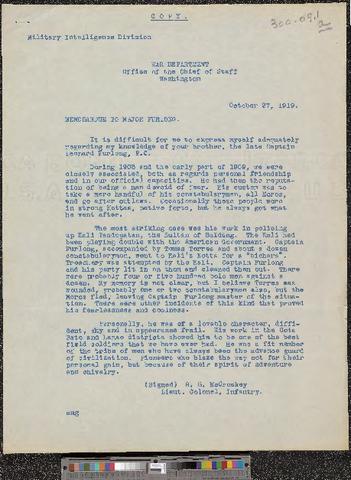 COPY.
300.09.1
a
Military Intelligence Division
WAR DEPARTMENT
Office of the Chief of Staff
Washington
October 27, 1919.
MEMORANDUM TO MAJOR FURLONG.
It is difficult for me to express myself adequately
regarding my knowledge of your brother, the late Captain
Leonard Furlong, P.C.
During 1908 and the early part of 1909, we were
closely associated, both as regards personal friendship
and in our official capacities. He had then the reputa-
tion of being a man devoid of fear. His custom was to
take a mere handful of his constabularymen, all Moros,
and go after outlaws. Occasionally these people were
in strong Kottas, native forts, but he always got what
he went after.
The most striking case was his work in policing
up Kali Pandopatan, the Sultan of Buldung. The Kali had
been playing double with the American Government. Captain
Furlong, accompanied by Tomas Torres and about a dozen
constabularymen, went to Kali's Kotta for a "dinner".
Treachery was attempted by the Kali. Captain Furlong
and his party lit in on them and cleaned them out. There
were probably four or five hundred bolo men against a
dozen. My memory is not clear, but I believe Torres was
wounded, probably one or two constabularymen also, but the
Moros fled, leaving Captain Furlong master of the situa-
tion. There were other incidents of this kind that proved
his fearlessness and coolness.
Personally, he was of a lovable character, diffi-
dent, shy and in appearance frail. His work in the Cota
Bato and Lanao districts showed him to be one of the best
field soldiers that we have ever had. He was a fit member
of the tribe of men who have always been the advance guard
of civilization. Pioneers who blaze the way not for their
personal gain, but because of their spirit of adventure
and chivalry.
(Signed) A. B. McCroskey
Lieut. Colonel, Infantry.